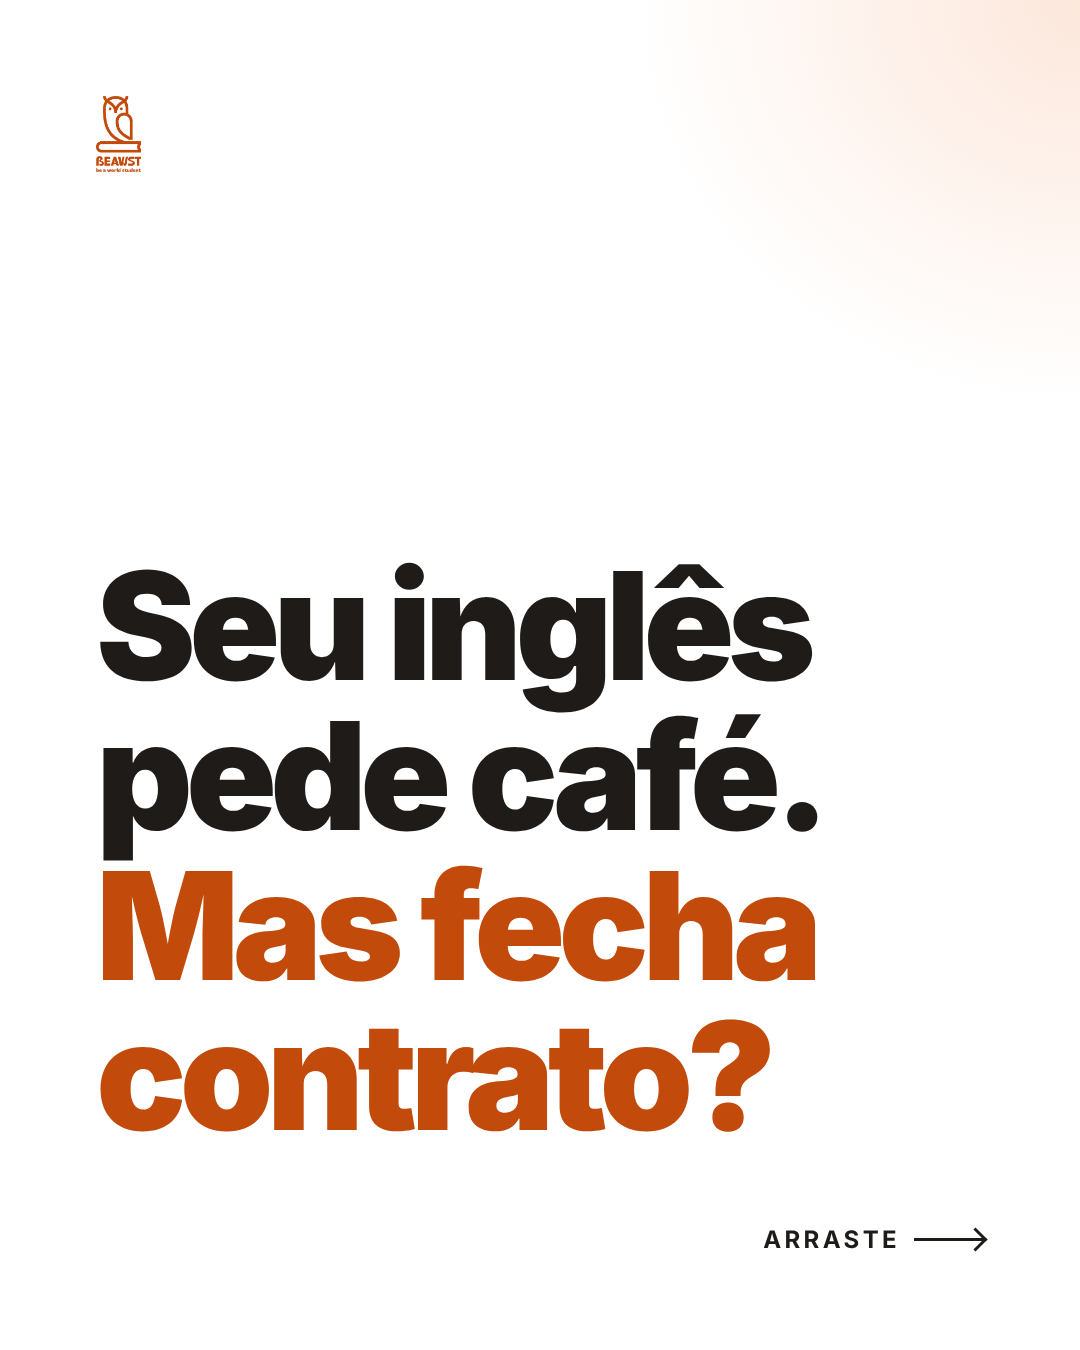 BEAWST
be a world student
Seu inglês
pede café.
Mas fecha
contrato?
ARRASTE